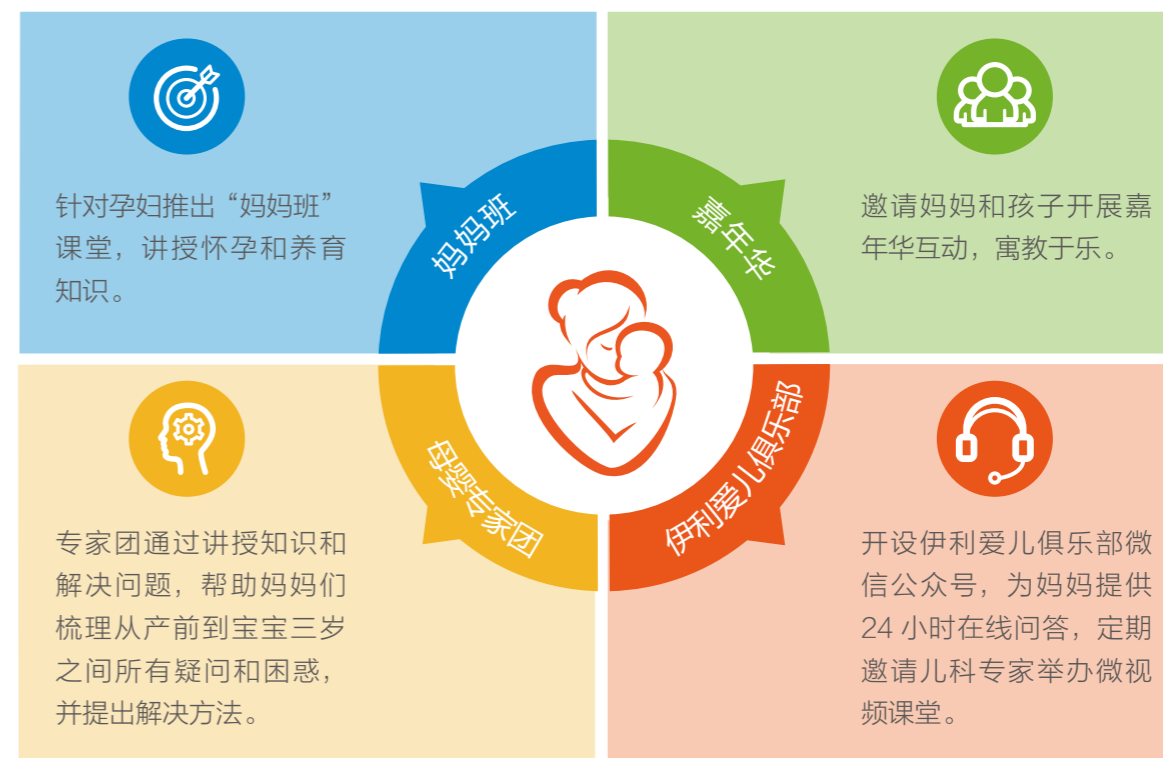 针对孕妇推出“妈妈班”
课堂，讲授怀孕和养育
知识。
妈妈班
嘉年华
邀请妈妈和孩子开展嘉
年华互动，寓教于乐。
专家团通过讲授知识和
解决问题，帮助妈妈们
梳理从产前到宝宝三岁
之间所有疑问和困惑，
并提出解决方法。
母婴专家团
伊利爱儿俱乐部
开设伊利爱儿俱乐部微
信公众号，为妈妈提供
24 小时在线问答，定期
邀请儿科专家举办微视
频课堂。